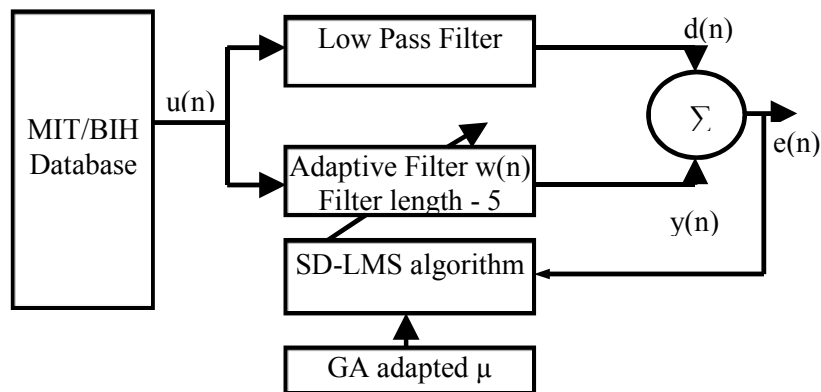 Low Pass Filter
d(n)
u(n)
MIT/BIH
Database
∑
e(n)
Adaptive Filter w(n)
Filter length - 5
y(n)
SD-LMS algorithm
GA adapted μ